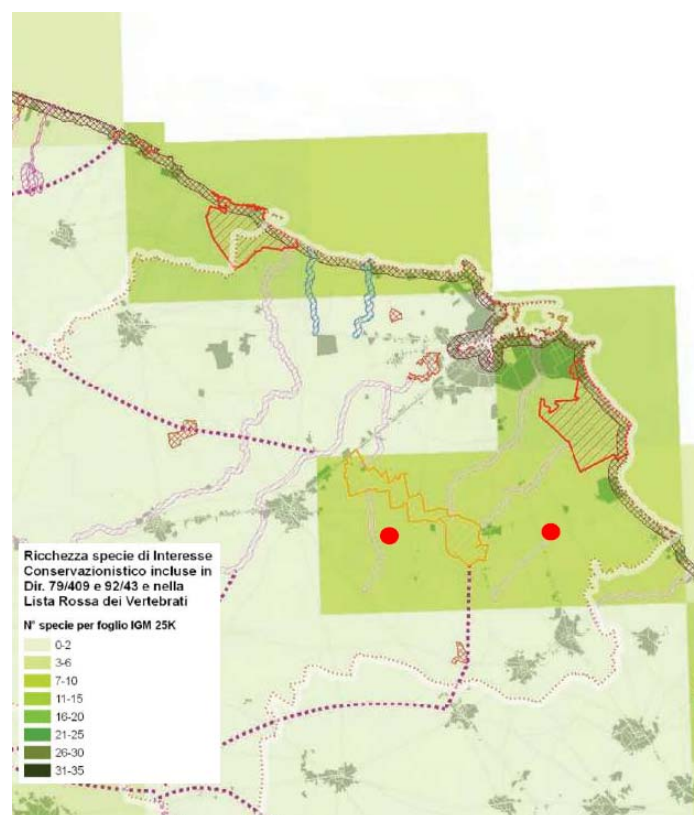 Ricchezza specie di Interesse
Conservazionistico incluse in
Dir. 79/409 e 92/43 e nella
Lista Rossa dei Vertebrati
N° specie per foglio IGM 25K
0-2
3-6
7-10
11-15
16-20
21-25
26-30
31-35